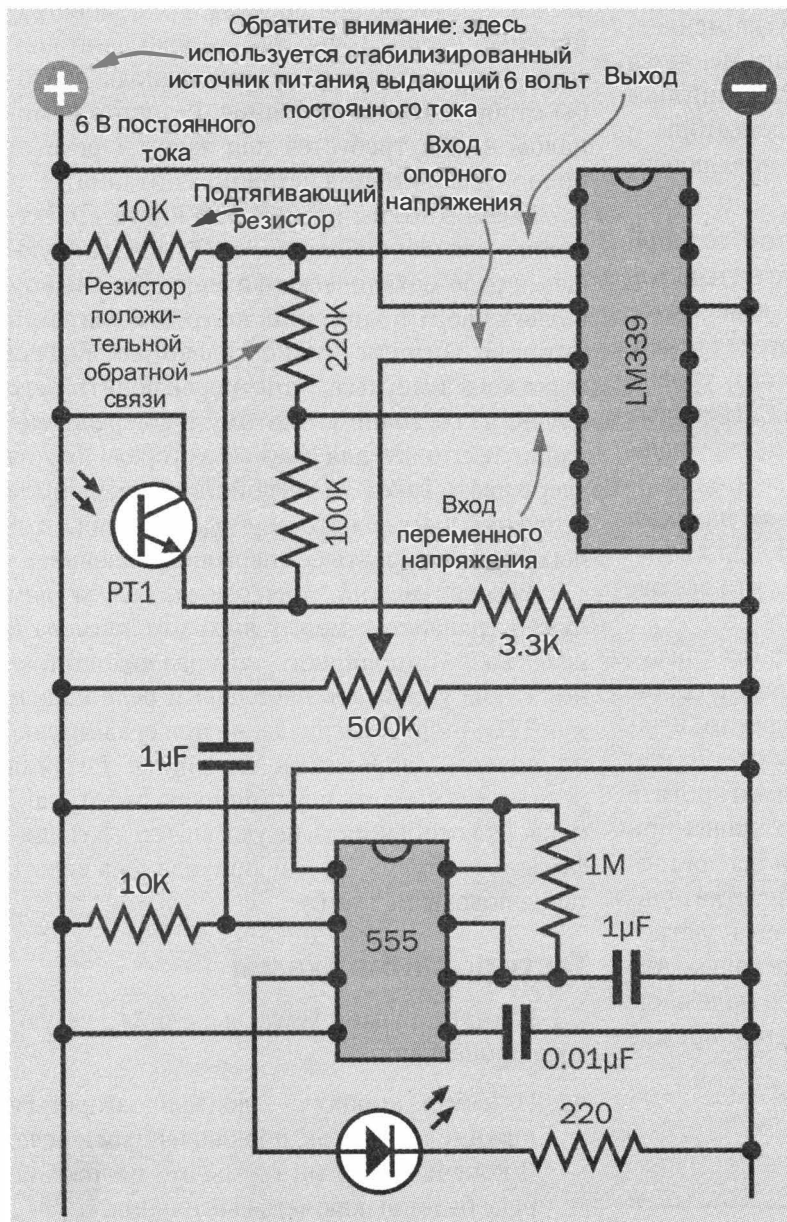 Обратите внимание: здесь
используется стабилизированный
источник питания, выдающий 6 вольт
постоянного тока
Выход
6 В постоянного
тока
Вход
опорного
напряжения
Подтягивающий
резистор
10K
Резистор
положи-
тельной
обратной
связи
220K
LM339
100K
Вход
переменного
напряжения
PT1
3.3K
500K
1µF
1M
10K
555
1µF
0.01µF
220